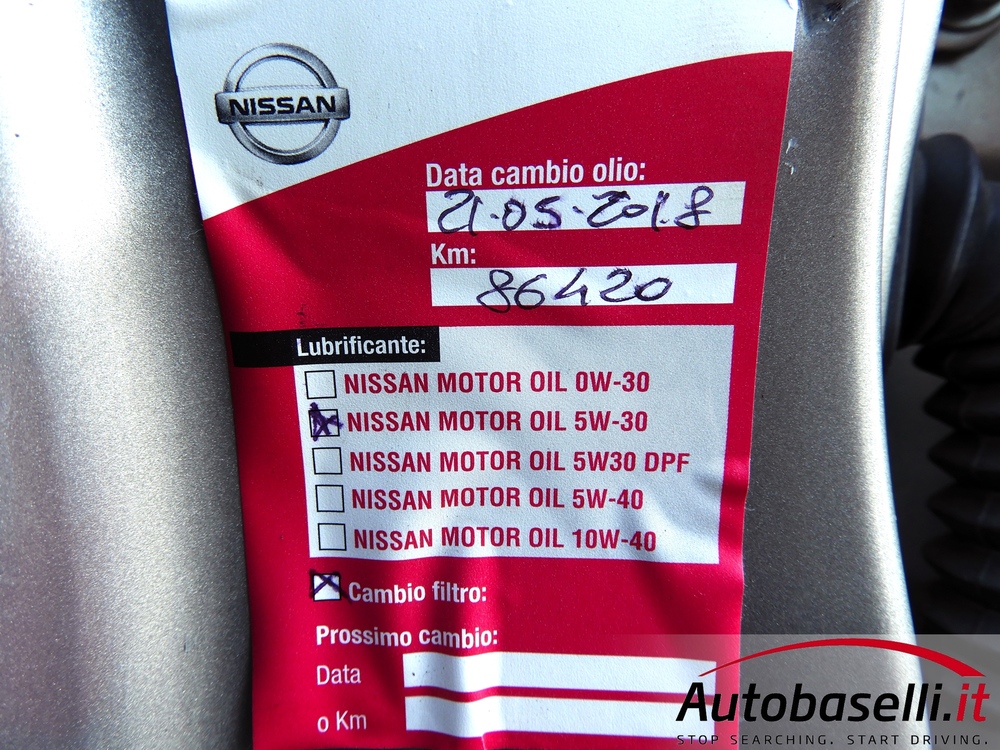 NISSAN
Data cambio olio:
21.05.2018
Km:
86420
Lubrificante:
NISSAN MOTOR OIL 0W-30
NISSAN MOTOR OIL 5W-30
NISSAN MOTOR OIL 5W30 DPF
NISSAN MOTOR OIL 5W-40
NISSAN MOTOR OIL 10W-40
Cambio filtro:
Prossimo cambio:
Data
o Km
Autobaselli.it
STOP SEARCHING. START DRIVING.